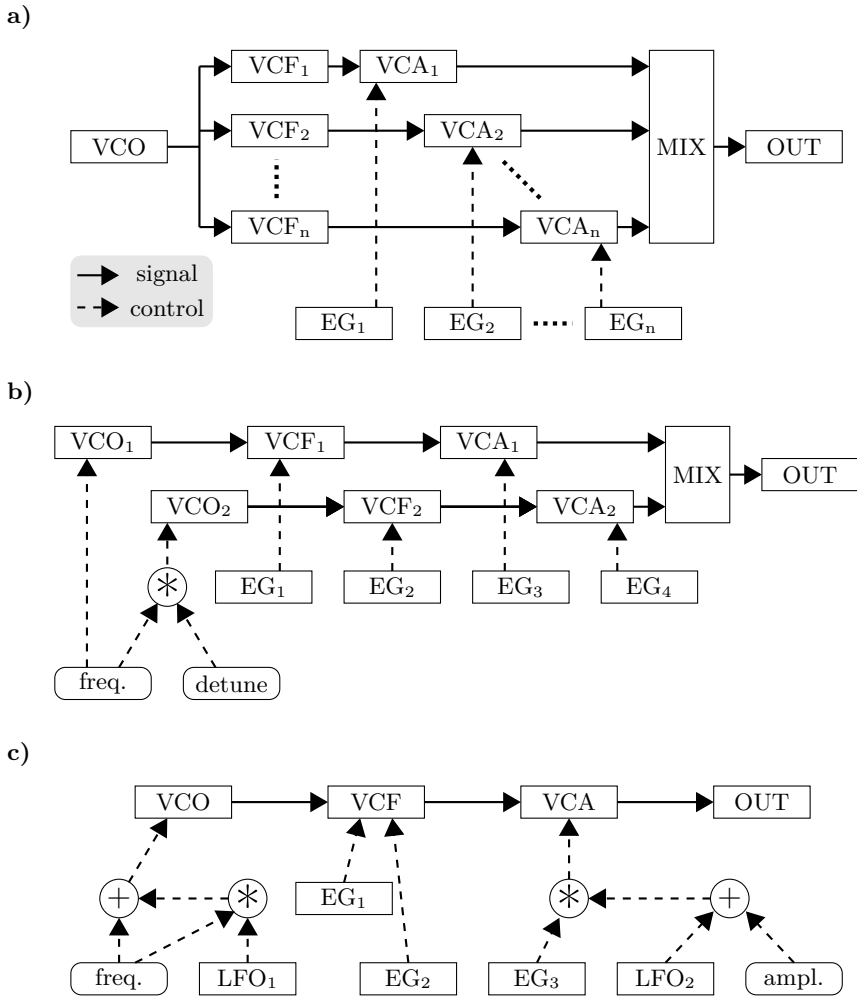 a)
VCF₁ VCA₁
VCO VCF₂ VCA₂ MIX OUT
VCFₙ VCAₙ
signal
control
EG₁ EG₂ EGₙ
b)
VCO₁ VCF₁ VCA₁ MIX OUT
VCO₂ VCF₂ VCA₂
* EG₁ EG₂ EG₃ EG₄
freq. detune
c)
VCO VCF VCA OUT
+ * EG₁ * +
freq. LFO₁ EG₂ EG₃ LFO₂ ampl.